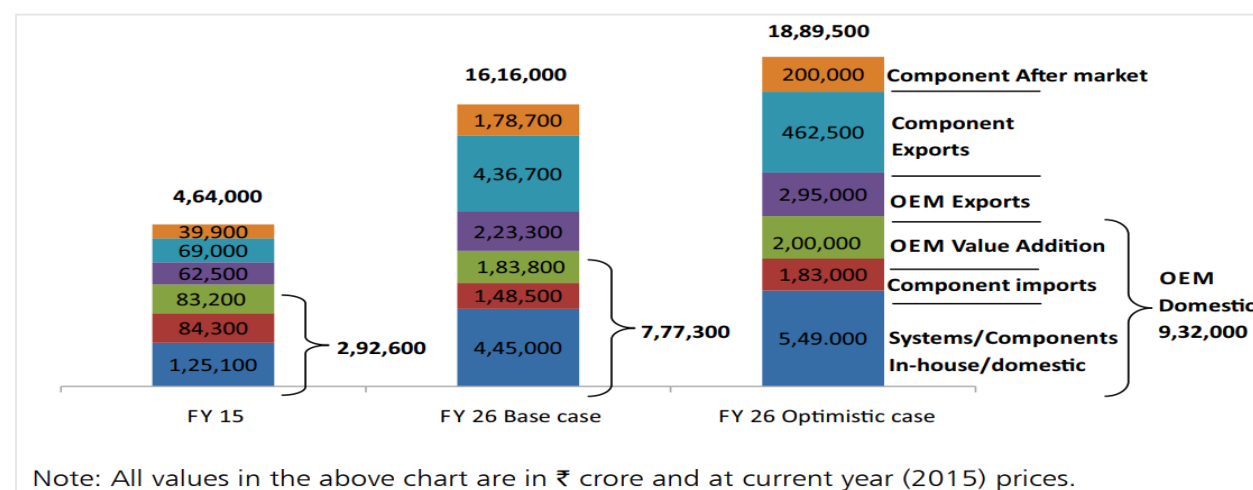 18,89,500
16,16,000
4,64,000
200,000 Component After market
462,500 Component
Exports
2,95,000 OEM Exports
2,00,000 OEM Value Addition
1,83,000 Component imports
5,49.000 Systems/Components
In-house/domestic
OEM
Domestic
9,32,000
1,78,700
4,36,700
2,23,300
1,83,800
1,48,500
4,45,000
7,77,300
39,900
69,000
62,500
83,200
84,300
1,25,100
2,92,600
FY 15 FY 26 Base case FY 26 Optimistic case
Note: All values in the above chart are in ₹ crore and at current year (2015) prices.